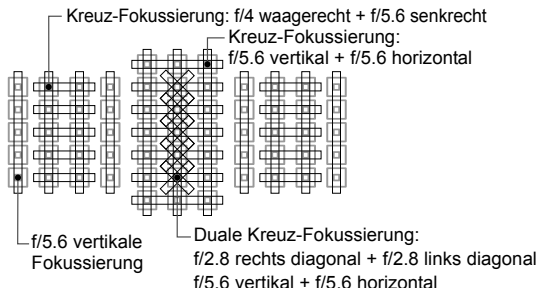 Kreuz-Fokussierung: f/4 waagerecht + f/5.6 senkrecht
Kreuz-Fokussierung:
f/5.6 vertikal + f/5.6 horizontal
f/5.6 vertikale
Fokussierung
Duale Kreuz-Fokussierung:
f/2.8 rechts diagonal + f/2.8 links diagonal
f/5.6 vertikal + f/5.6 horizontal